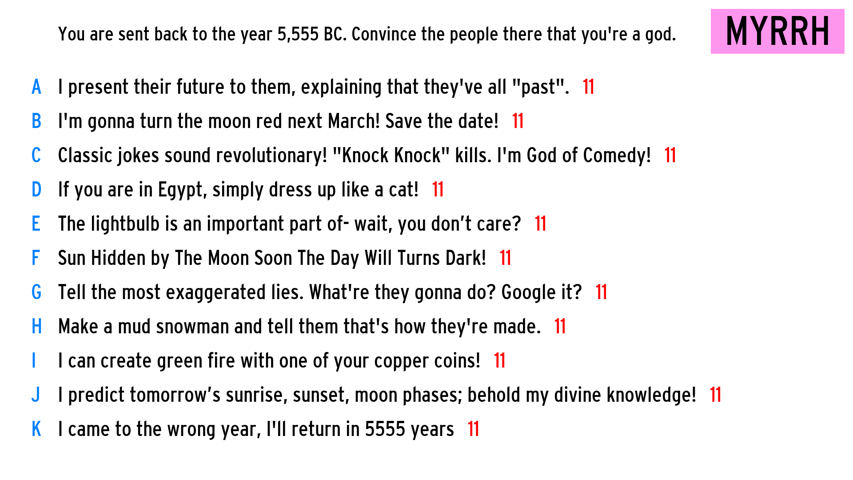 You are sent back to the year 5,555 BC. Convince the people there that you're a god.
MYRRH
A I present their future to them, explaining that they've all "past". 11
B I'm gonna turn the moon red next March! Save the date! 11
C Classic jokes sound revolutionary! "Knock Knock" kills. I'm God of Comedy! 11
D If you are in Egypt, simply dress up like a cat! 11
E The lightbulb is an important part of- wait, you don’t care? 11
F Sun Hidden by The Moon Soon The Day Will Turns Dark! 11
G Tell the most exaggerated lies. What're they gonna do? Google it? 11
H Make a mud snowman and tell them that's how they're made. 11
I I can create green fire with one of your copper coins! 11
J I predict tomorrow’s sunrise, sunset, moon phases; behold my divine knowledge! 11
K I came to the wrong year, I'll return in 5555 years 11